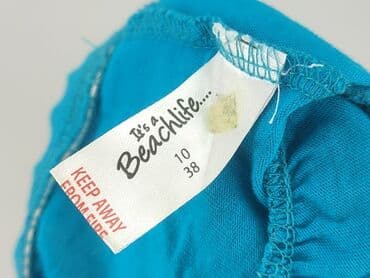 It's a
Beachlife....
10
38
KEEP AWAY
FROM FIRE